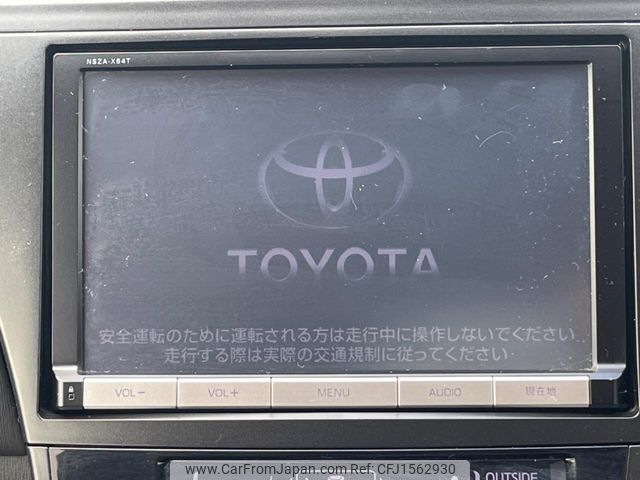 NSZA-X64T
TOYOTA
安全運転のために運転される方は走行中に操作しないでください
走行する際は実際の交通規制に従ってください
VOL− VOL+ MENU AUDIO 現在地
OUTSIDE
www.CarFromJapan.com - CFJ1562930